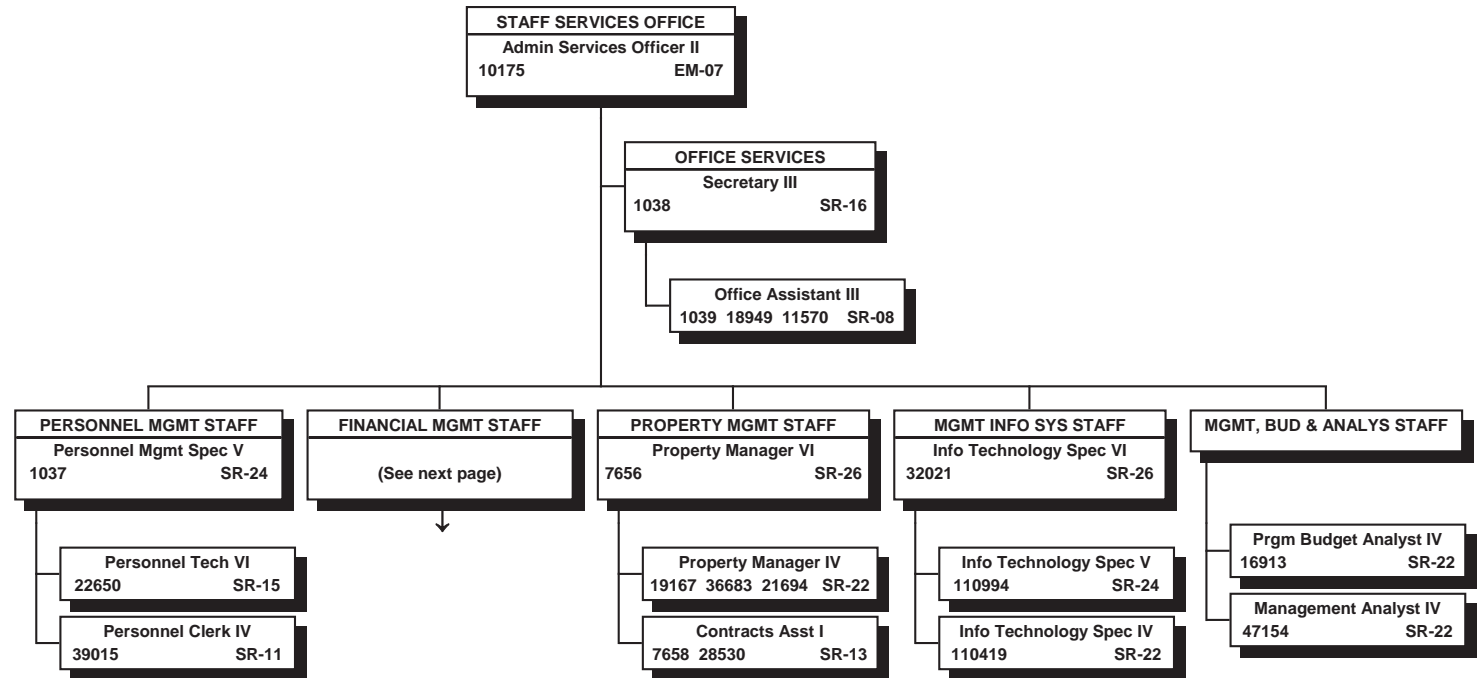 STAFF SERVICES OFFICE
Admin Services Officer II
10175 EM-07
OFFICE SERVICES
Secretary III
1038 SR-16
Office Assistant III
1039 18949 11570 SR-08
PERSONNEL MGMT STAFF
Personnel Mgmt Spec V
1037 SR-24
Personnel Tech VI
22650 SR-15
Personnel Clerk IV
39015 SR-11
FINANCIAL MGMT STAFF
(See next page)
PROPERTY MGMT STAFF
Property Manager VI
7656 SR-26
Property Manager IV
19167 36683 21694 SR-22
Contracts Asst I
7658 28530 SR-13
MGMT INFO SYS STAFF
Info Technology Spec VI
32021 SR-26
Info Technology Spec V
110994 SR-24
Info Technology Spec IV
110419 SR-22
MGMT, BUD & ANALYS STAFF
Prgm Budget Analyst IV
16913 SR-22
Management Analyst IV
47154 SR-22